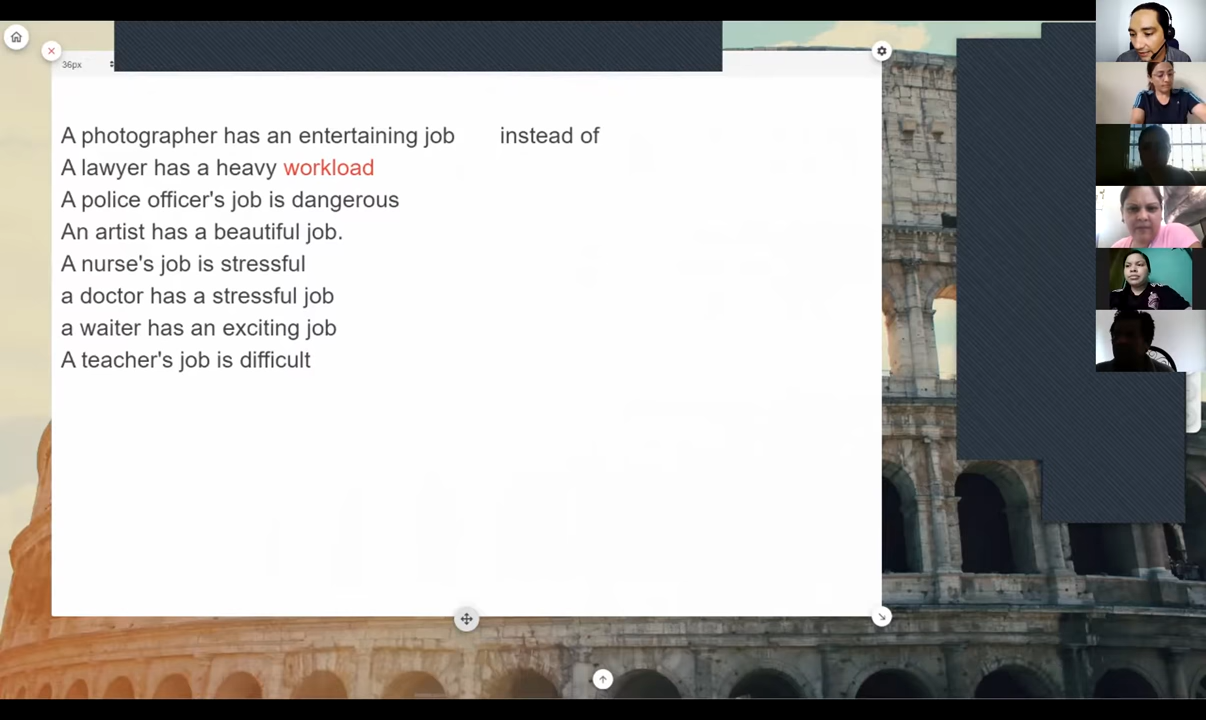 36px
A photographer has an entertaining job instead of
A lawyer has a heavy workload
A police officer's job is dangerous
An artist has a beautiful job.
A nurse's job is stressful
a doctor has a stressful job
a waiter has an exciting job
A teacher's job is difficult